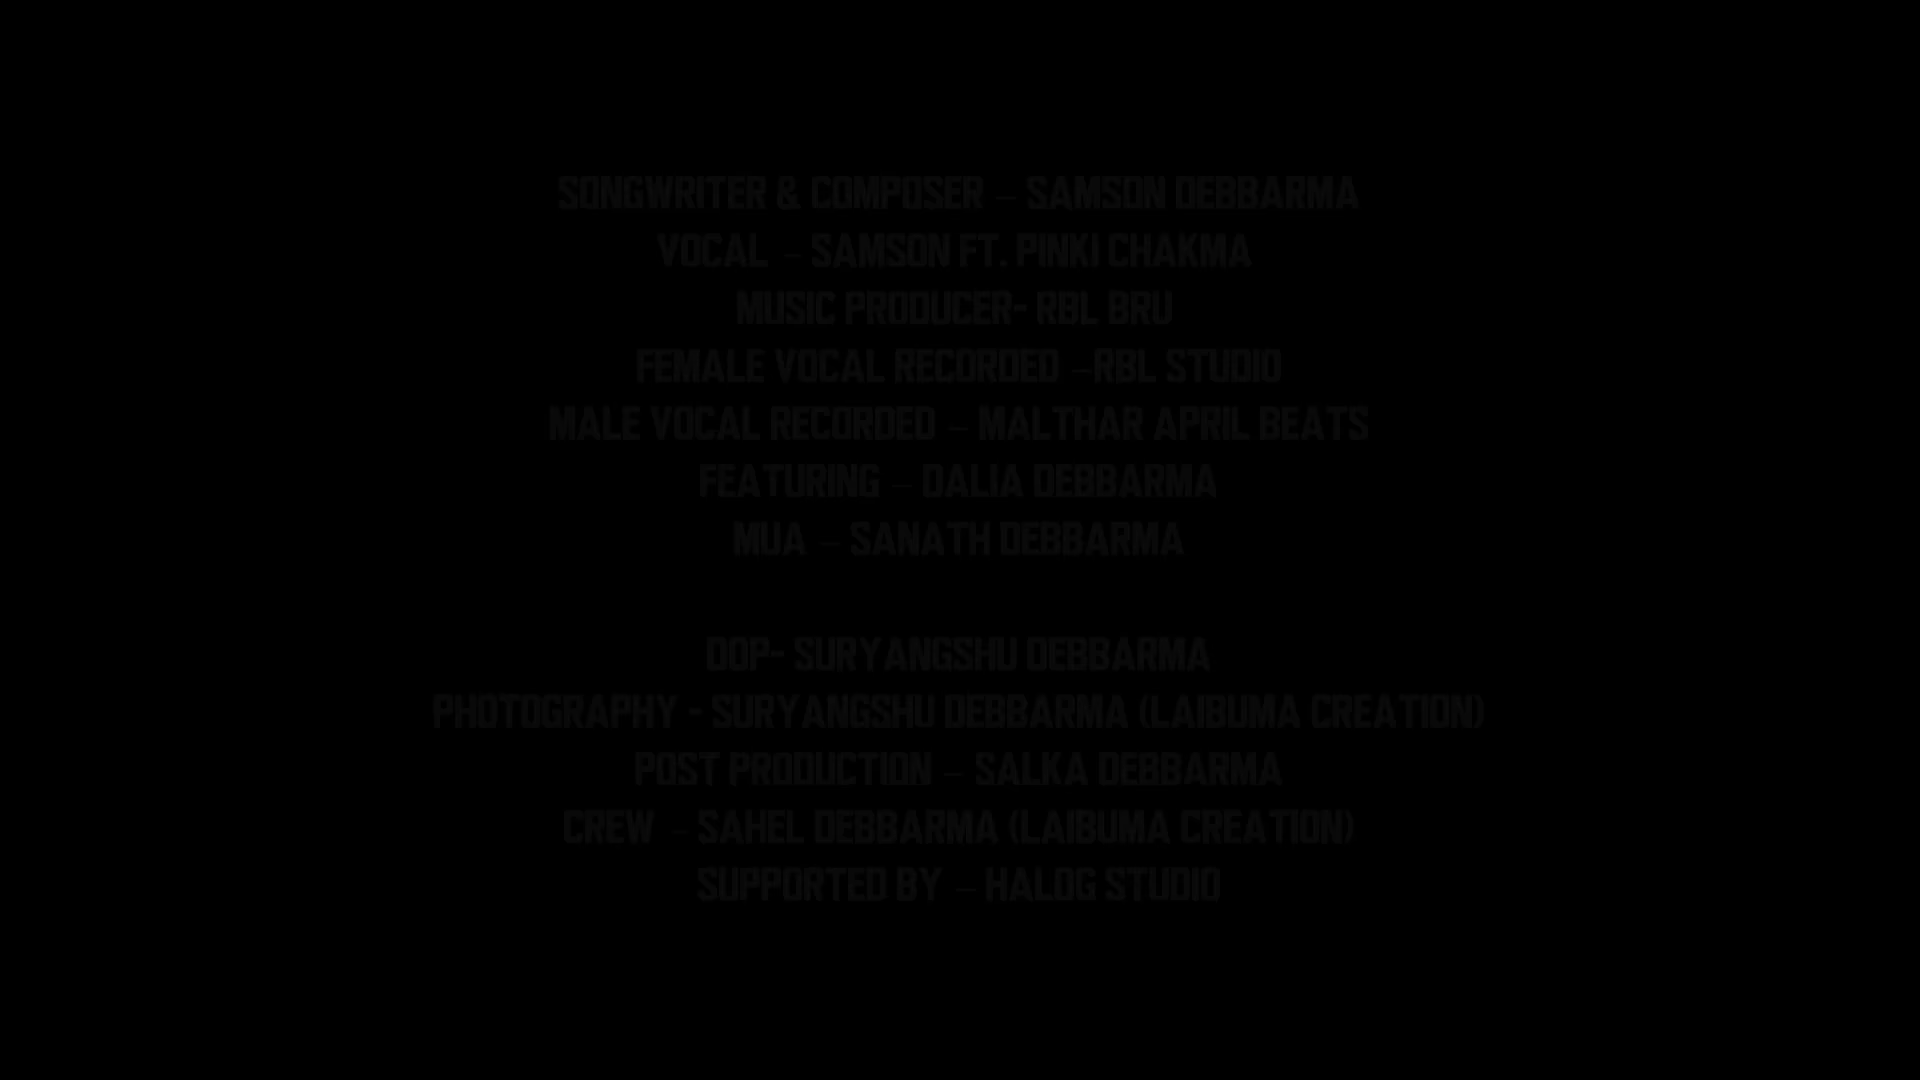 SONGWRITER & COMPOSER – SAMSON DEBBARMA
VOCAL – SAMSON FT. PINKI CHAKMA
MUSIC PRODUCER- RBL BRU
FEMALE VOCAL RECORDED –RBL STUDIO
MALE VOCAL RECORDED – MALTHAR APRIL BEATS
FEATURING – DALIA DEBBARMA
MUA – SANATH DEBBARMA
DOP- SURYANGSHU DEBBARMA
PHOTOGRAPHY - SURYANGSHU DEBBARMA (LAIBUMA CREATION)
POST PRODUCTION – SALKA DEBBARMA
CREW – SAHEL DEBBARMA (LAIBUMA CREATION)
SUPPORTED BY – HALOG STUDIO